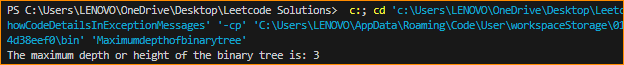 PS C:\Users\LENOVO\OneDrive\Desktop\Leetcode Solutions>  c:; cd 'c:\Users\LENOVO\OneDrive\Desktop\Leetc
howCodeDetailsInExceptionMessages' '-cp' 'C:\Users\LENOVO\AppData\Roaming\Code\User\workspaceStorage\01
4d38eef0\bin' 'Maximumdepthofbinarytree'
The maximum depth or height of the binary tree is: 3